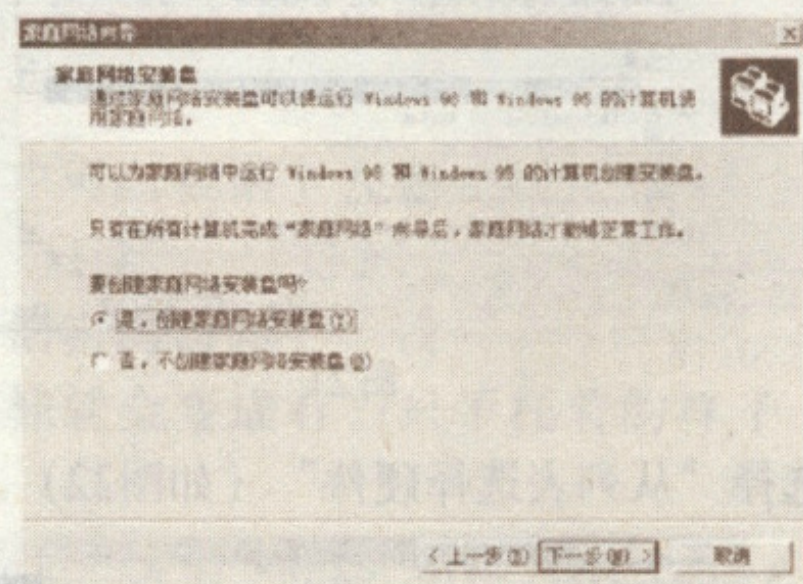 家庭网络向导
家庭网络安装盘
通过家庭网络安装盘可以使运行 Windows 98 和 Windows 95 的计算机使
用家庭网络。
可以为家庭网络中运行 Windows 98 和 Windows 95 的计算机创建安装盘。
只有在所有计算机完成“家庭网络”向导后，家庭网络才能够正常工作。
要创建家庭网络安装盘吗?
是，创建家庭网络安装盘(Y)
否，不创建家庭网络安装盘(O)
<上一步(B) 下一步(N)> 取消